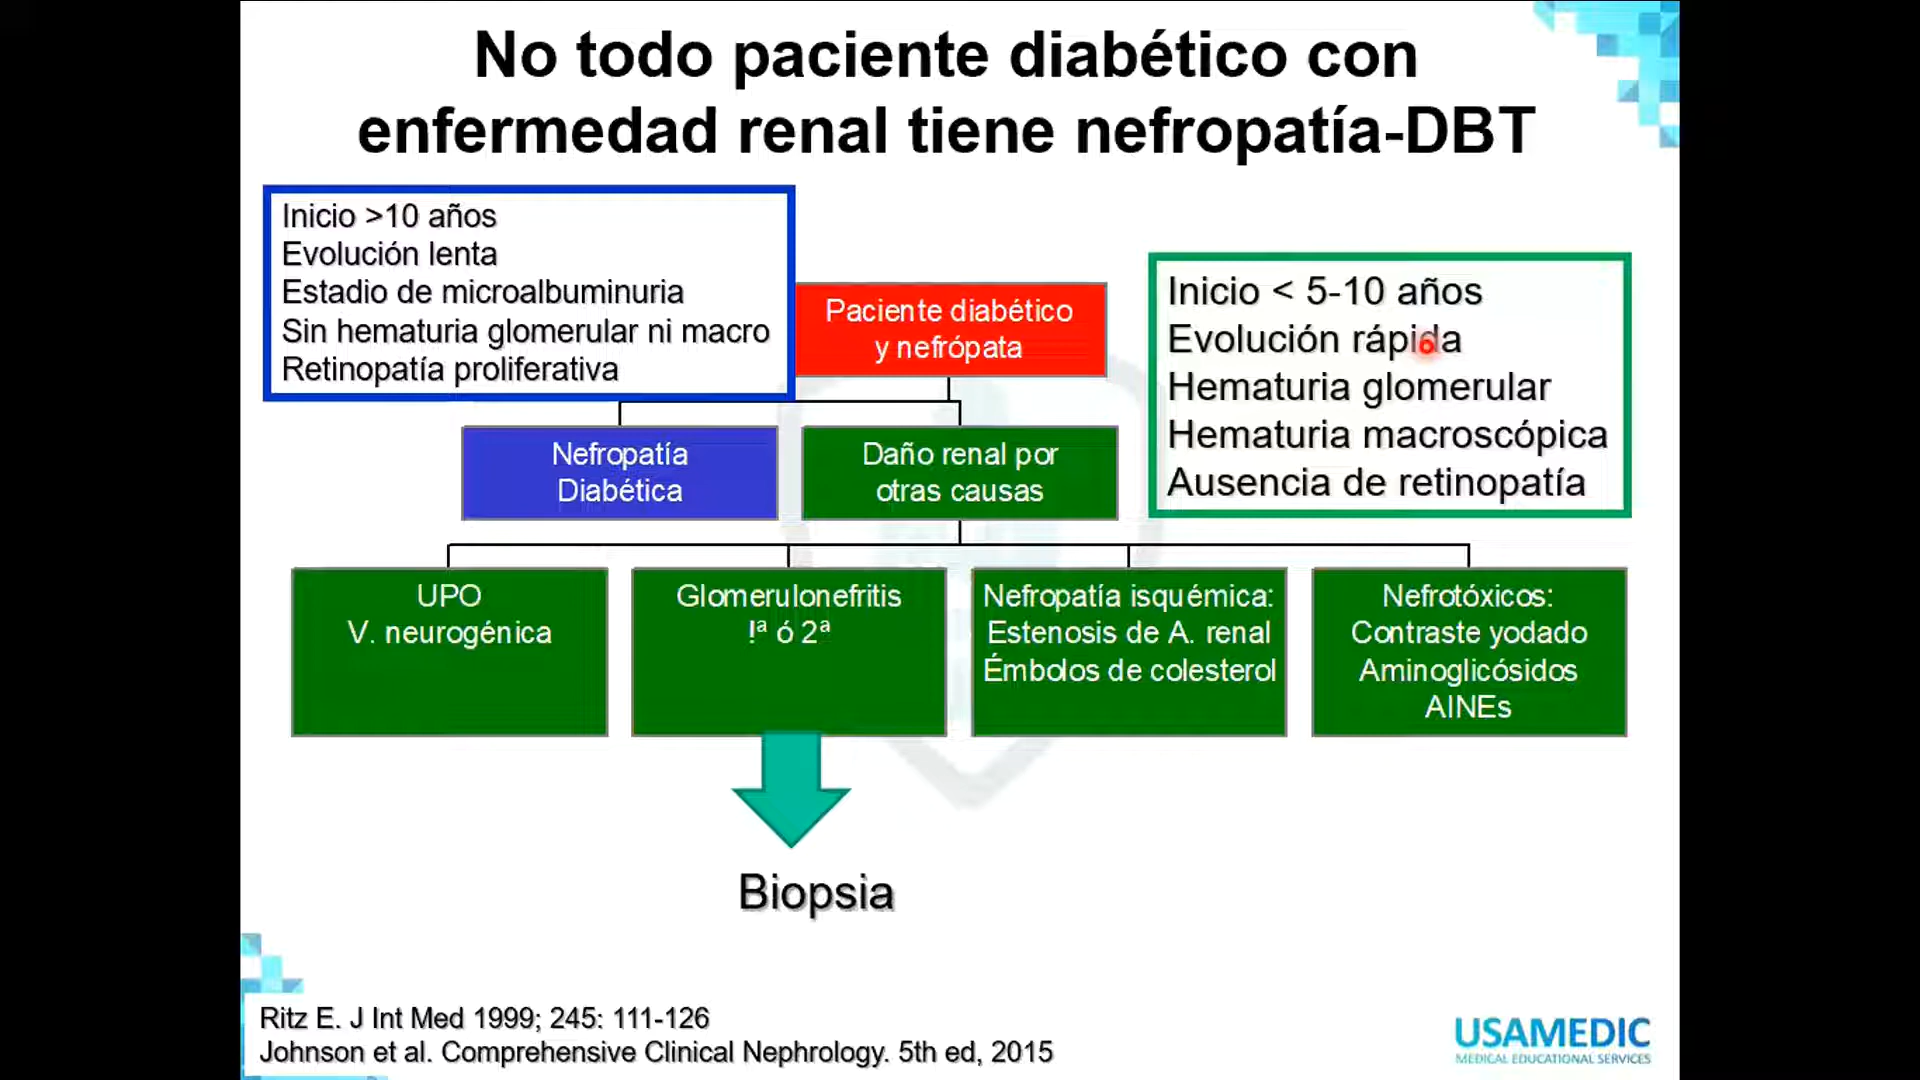 No todo paciente diabético con
enfermedad renal tiene nefropatía-DBT
Inicio >10 años
Evolución lenta
Estadio de microalbuminuria
Sin hematuria glomerular ni macro
Retinopatía proliferativa
Paciente diabético
y nefrópata
Inicio < 5-10 años
Evolución rápida
Hematuria glomerular
Hematuria macroscópica
Ausencia de retinopatía
Nefropatía
Diabética
Daño renal por
otras causas
UPO
V. neurogénica
Glomerulonefritis
!ª ó 2ª
Nefropatía isquémica:
Estenosis de A. renal
Émbolos de colesterol
Nefrotóxicos:
Contraste yodado
Aminoglicósidos
AINEs
Biopsia
Ritz E. J Int Med 1999; 245: 111-126
Johnson et al. Comprehensive Clinical Nephrology. 5th ed, 2015
USAMEDIC
MEDICAL EDUCATIONAL SERVICES